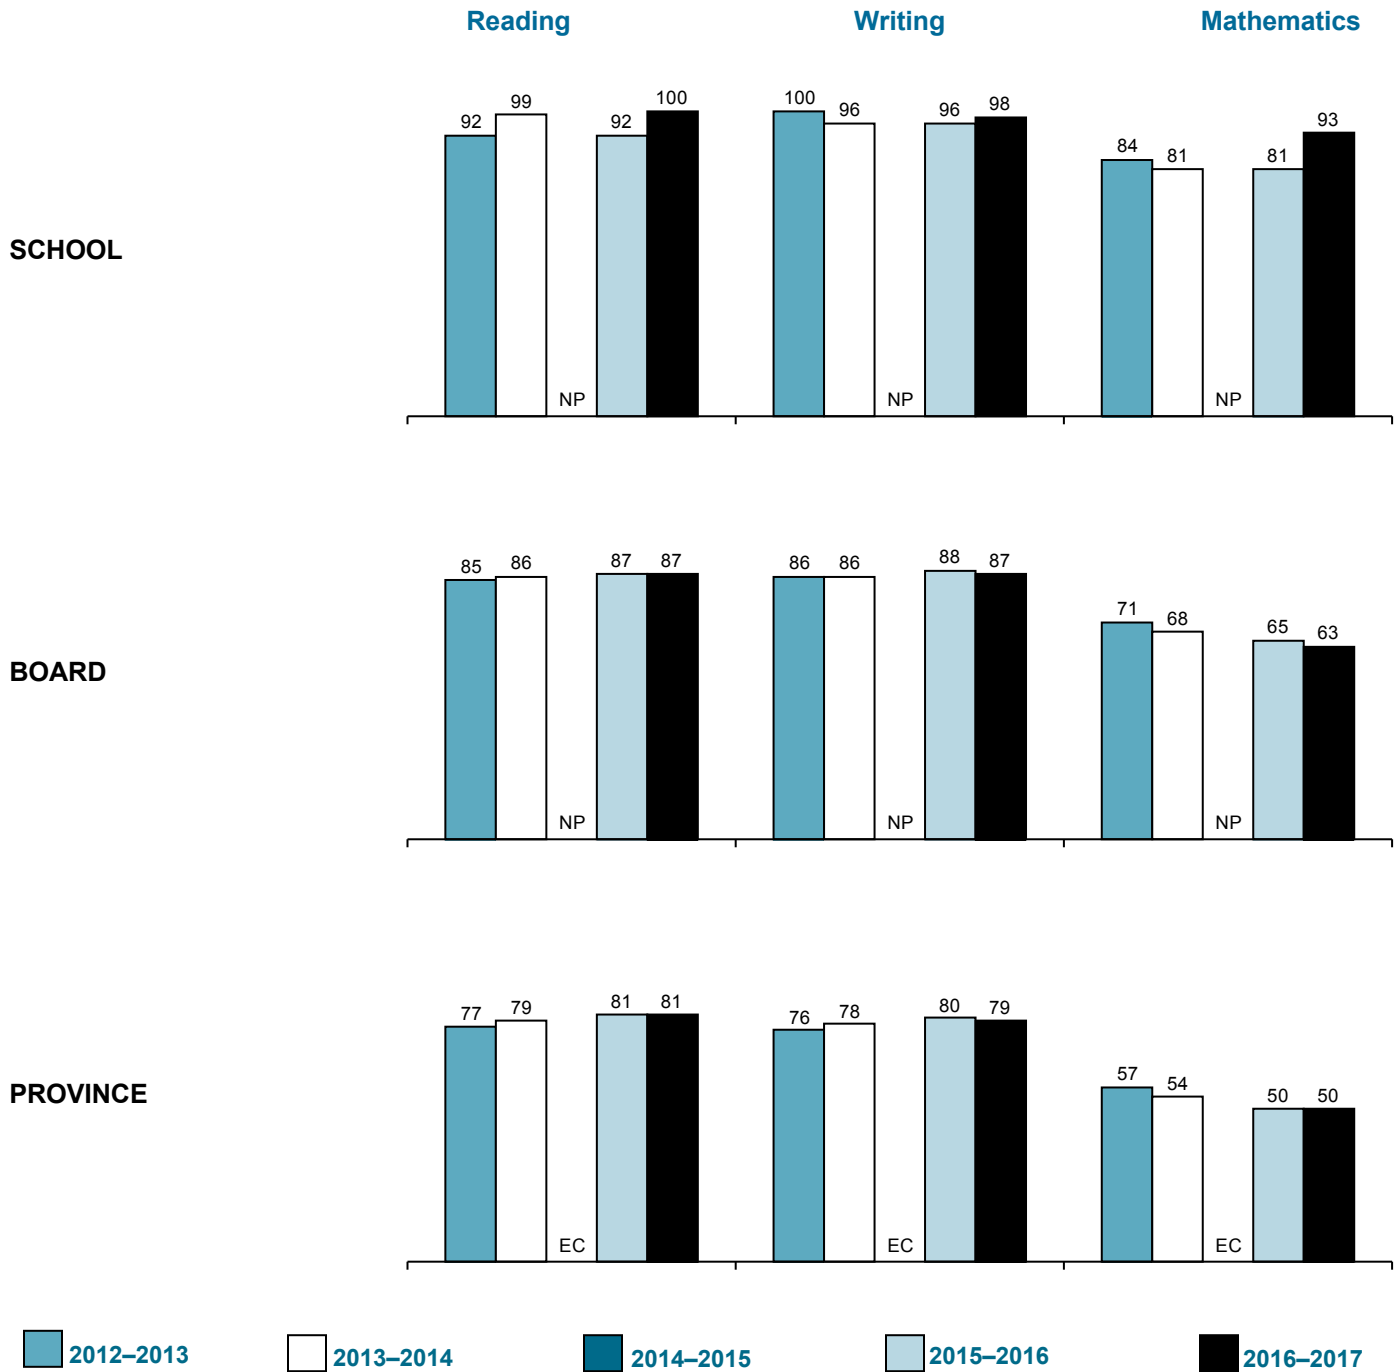 Reading Writing Mathematics
92 99 NP 92 100 100 96 NP 96 98 84 81 NP 81 93
SCHOOL
85 86 NP 87 87 86 86 NP 88 87 71 68 NP 65 63
BOARD
77 79 EC 81 81 76 78 EC 80 79 57 54 EC 50 50
PROVINCE
2012–2013 2013–2014 2014–2015 2015–2016 2016–2017